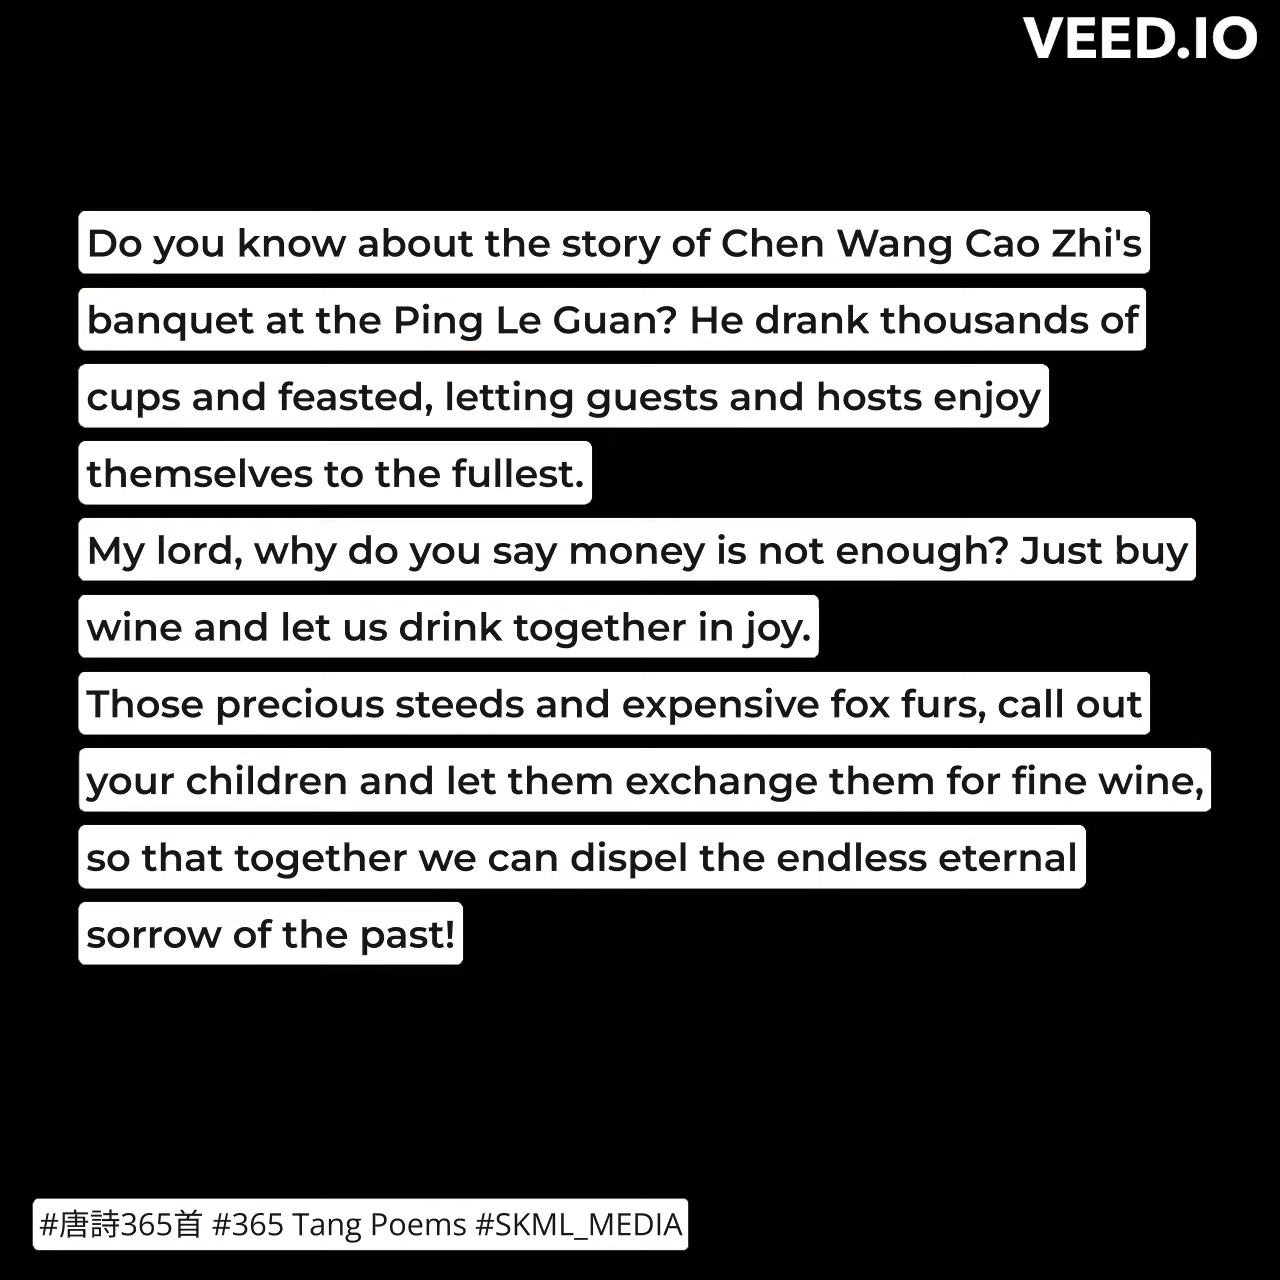 VEED.IO
Do you know about the story of Chen Wang Cao Zhi's
banquet at the Ping Le Guan? He drank thousands of
cups and feasted, letting guests and hosts enjoy
themselves to the fullest.
My lord, why do you say money is not enough? Just buy
wine and let us drink together in joy.
Those precious steeds and expensive fox furs, call out
your children and let them exchange them for fine wine,
so that together we can dispel the endless eternal
sorrow of the past!
#唐詩365首 #365 Tang Poems #SKML_MEDIA